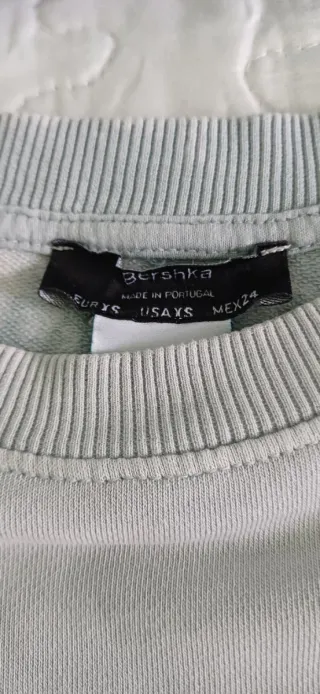 Bershka
MADE IN PORTUGAL
EUR XS USA XS MEX 24